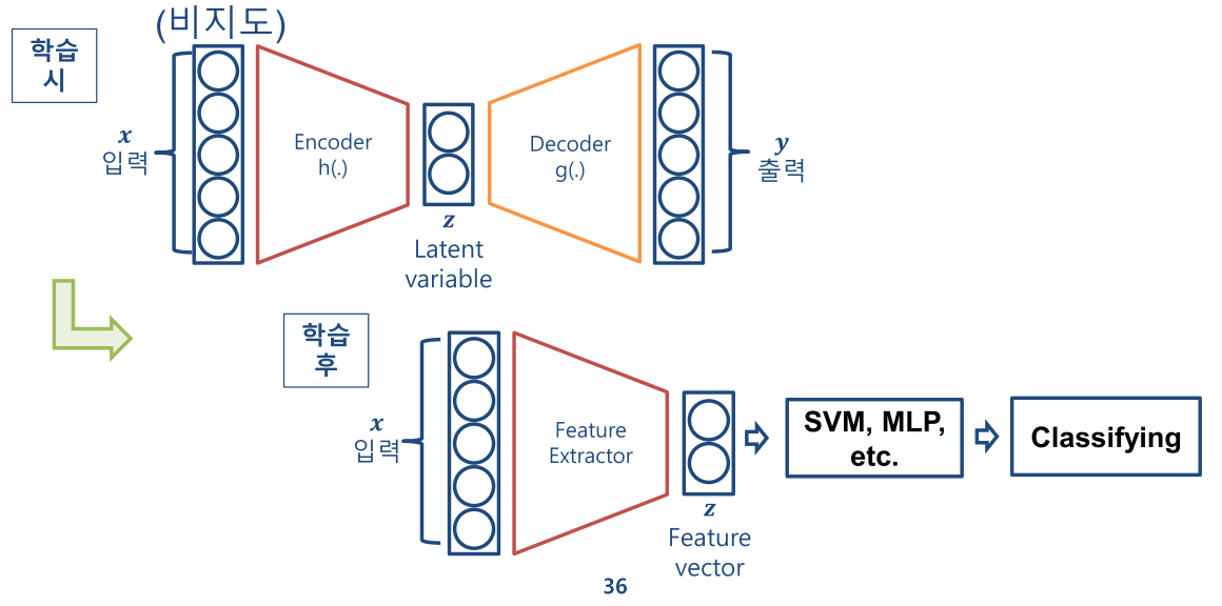 (비지도)
학습
시
x
입력
Encoder
h(.)
z
Latent
variable
Decoder
g(.)
y
출력
학습
후
x
입력
Feature
Extractor
z
Feature
vector
SVM, MLP,
etc.
Classifying
36